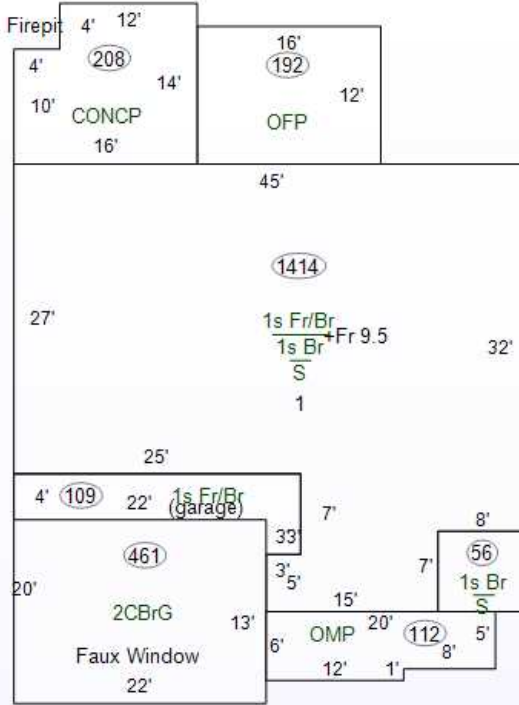 Firepit
4' 12'
208
4'
14'
10'
CONCP
16'
16'
192
12'
OFP
45'
1414
27'
1s Fr/Br +Fr 9.5
1s Br
S
32'
1
25'
4' 109 22' 1s Fr/Br
(garage)
7'
33'
8'
461
3'
5'
7'
56
1s Br
S
20'
2CBrG
13'
Faux Window
22'
15'
20'
6'
OMP
112
5'
8'
12'
1'